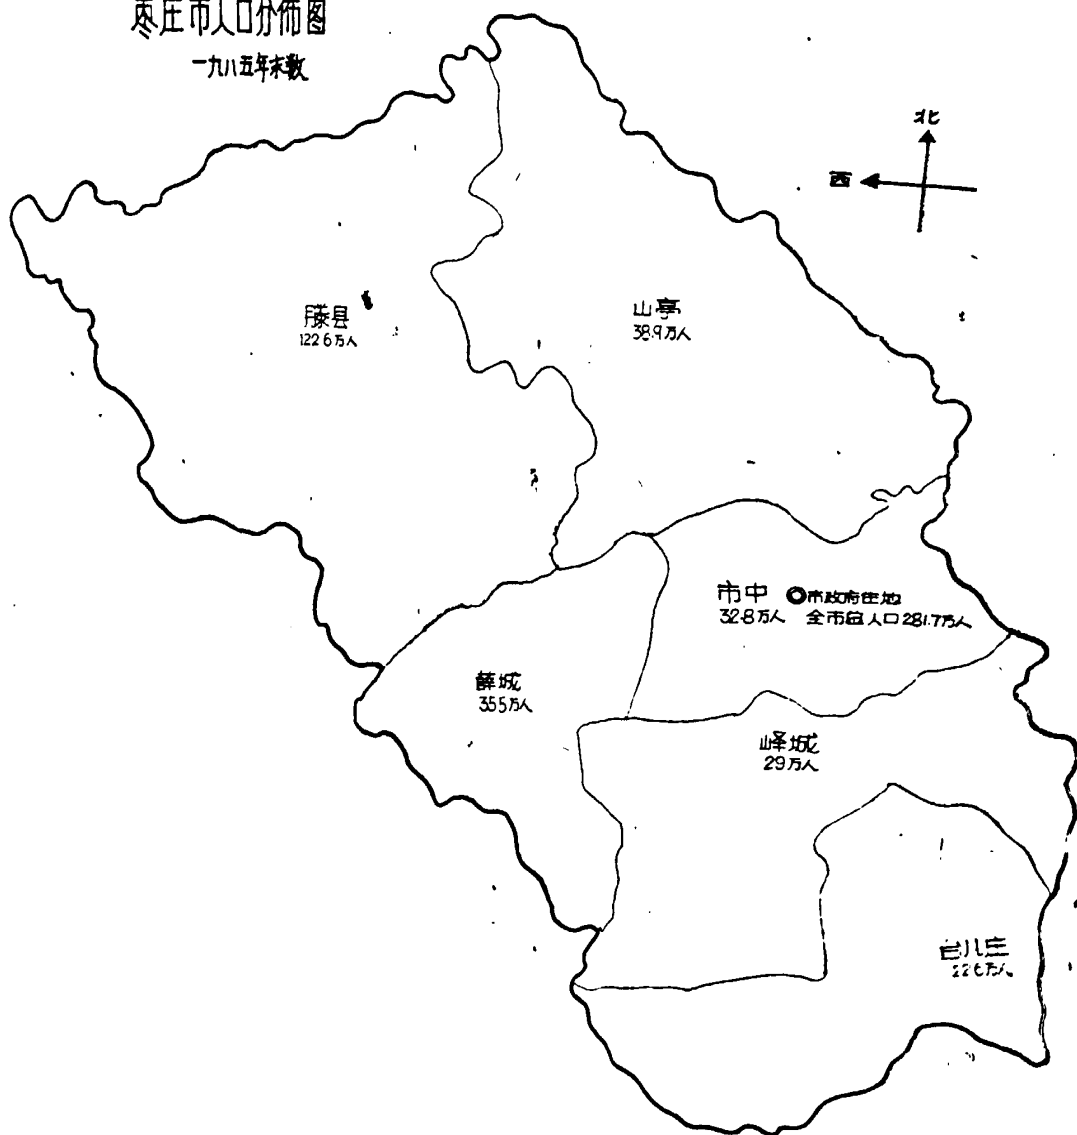 枣庄市人口分佈图
一九八五年末数
北
西
滕县
122.6万人
山亭
38.9万人
市中
32.8万人
市政府住地
全市总人口281.7万人
薛城
35.5万人
峄城
29万人
台儿庄
22.6万人